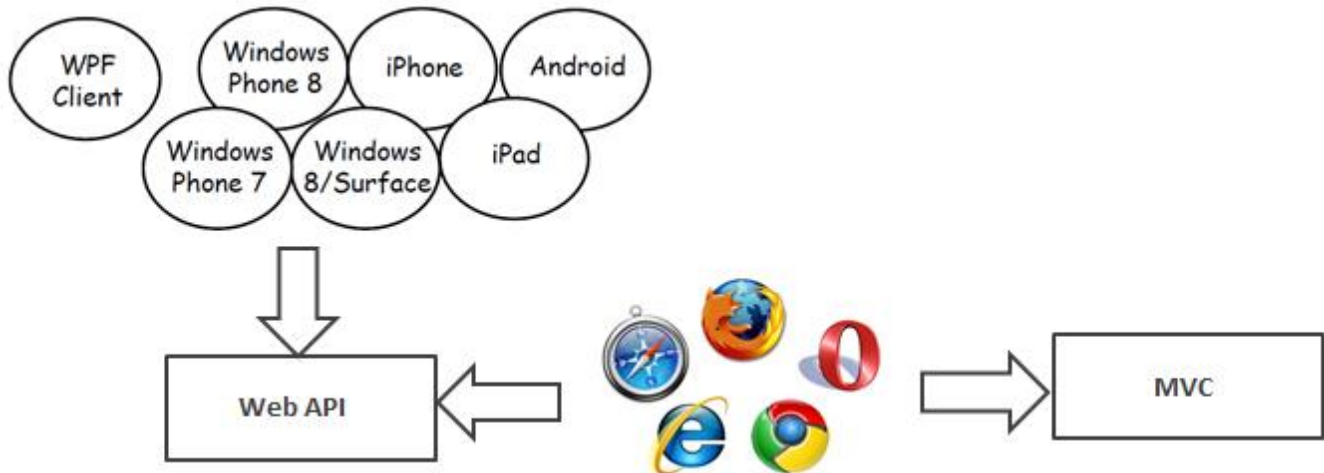 WPF
Client
Windows
Phone 8
iPhone
Android
Windows
Phone 7
Windows
8/Surface
iPad
Web API
MVC